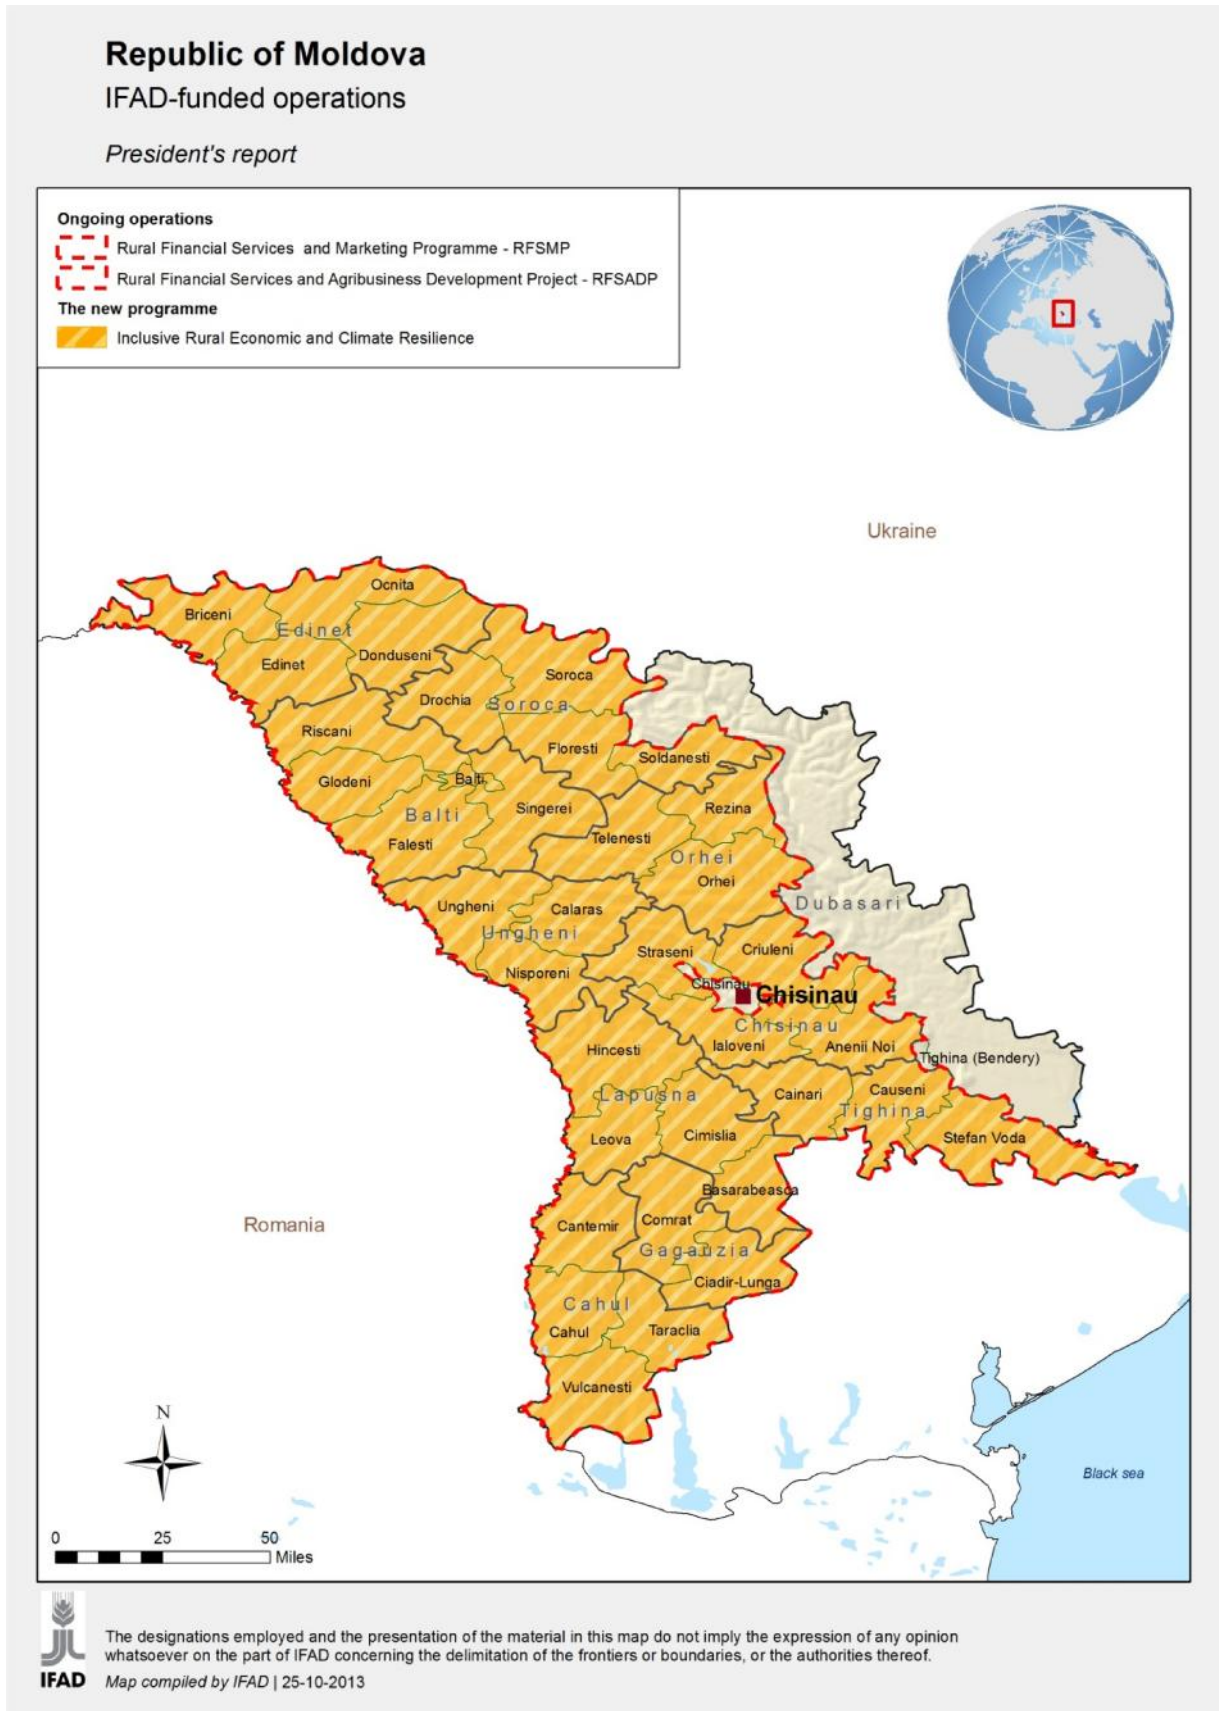 Republic of Moldova
IFAD-funded operations
President's report
Ongoing operations
Rural Financial Services and Marketing Programme - RFSMP
Rural Financial Services and Agribusiness Development Project - RFSADP
The new programme
Inclusive Rural Economic and Climate Resilience
Ukraine
Ocnita
Briceni
Edinet
Donduseni
Edinet
Soroca
Drochia
Soroca
Riscani
Floresti
Soldanesti
Glodeni
Balti
Singerei
Rezina
Balti
Telenesti
Falesti
Orhei
Orhei
Dubasari
Ungheni
Calaras
Ungheni
Straseni
Criuleni
Nisporeni
Chisinau
Chisinau
Chisinau
Ialoveni
Anenii Noi
Hincesti
Tighina (Bendery)
Lapusna
Cainari
Causeni
Tighina
Leova
Cimislia
Stefan Voda
Basarabeasca
Romania
Cantemir
Comrat
Gagauzia
Ciadir-Lunga
Cahul
Cahul
Taraclia
Vulcanesti
N
Black sea
0 25 50
Miles
The designations employed and the presentation of the material in this map do not imply the expression of any opinion
whatsoever on the part of IFAD concerning the delimitation of the frontiers or boundaries, or the authorities thereof.
IFAD
Map compiled by IFAD | 25-10-2013